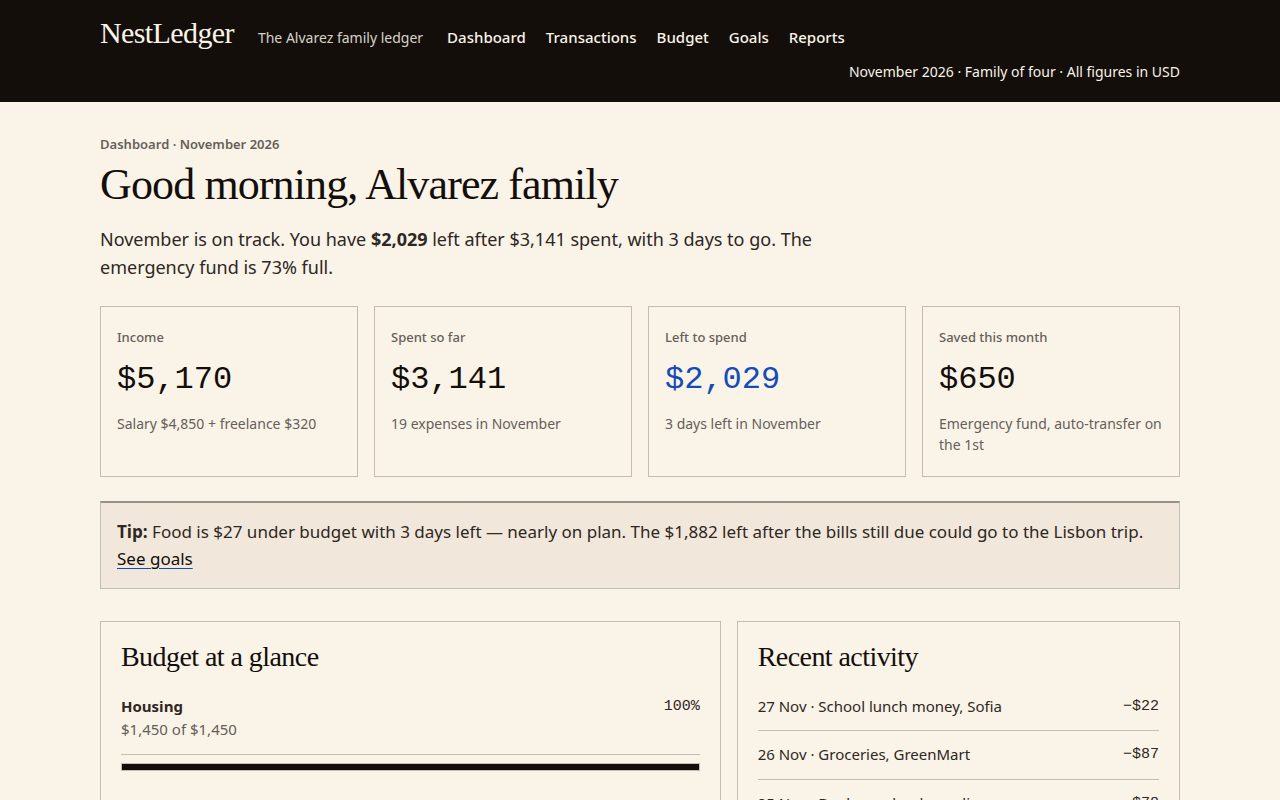 NestLedger The Alvarez family ledger Dashboard Transactions Budget Goals Reports
November 2026 · Family of four · All figures in USD
Dashboard · November 2026
Good morning, Alvarez family
November is on track. You have $2,029 left after $3,141 spent, with 3 days to go. The
emergency fund is 73% full.
Income
$5,170
Salary $4,850 + freelance $320
Spent so far
$3,141
19 expenses in November
Left to spend
$2,029
3 days left in November
Saved this month
$650
Emergency fund, auto-transfer on
the 1st
Tip: Food is $27 under budget with 3 days left — nearly on plan. The $1,882 left after the bills still due could go to the Lisbon trip.
See goals
Budget at a glance
Housing 100%
$1,450 of $1,450
Recent activity
27 Nov · School lunch money, Sofia −$22
26 Nov · Groceries, GreenMart −$87